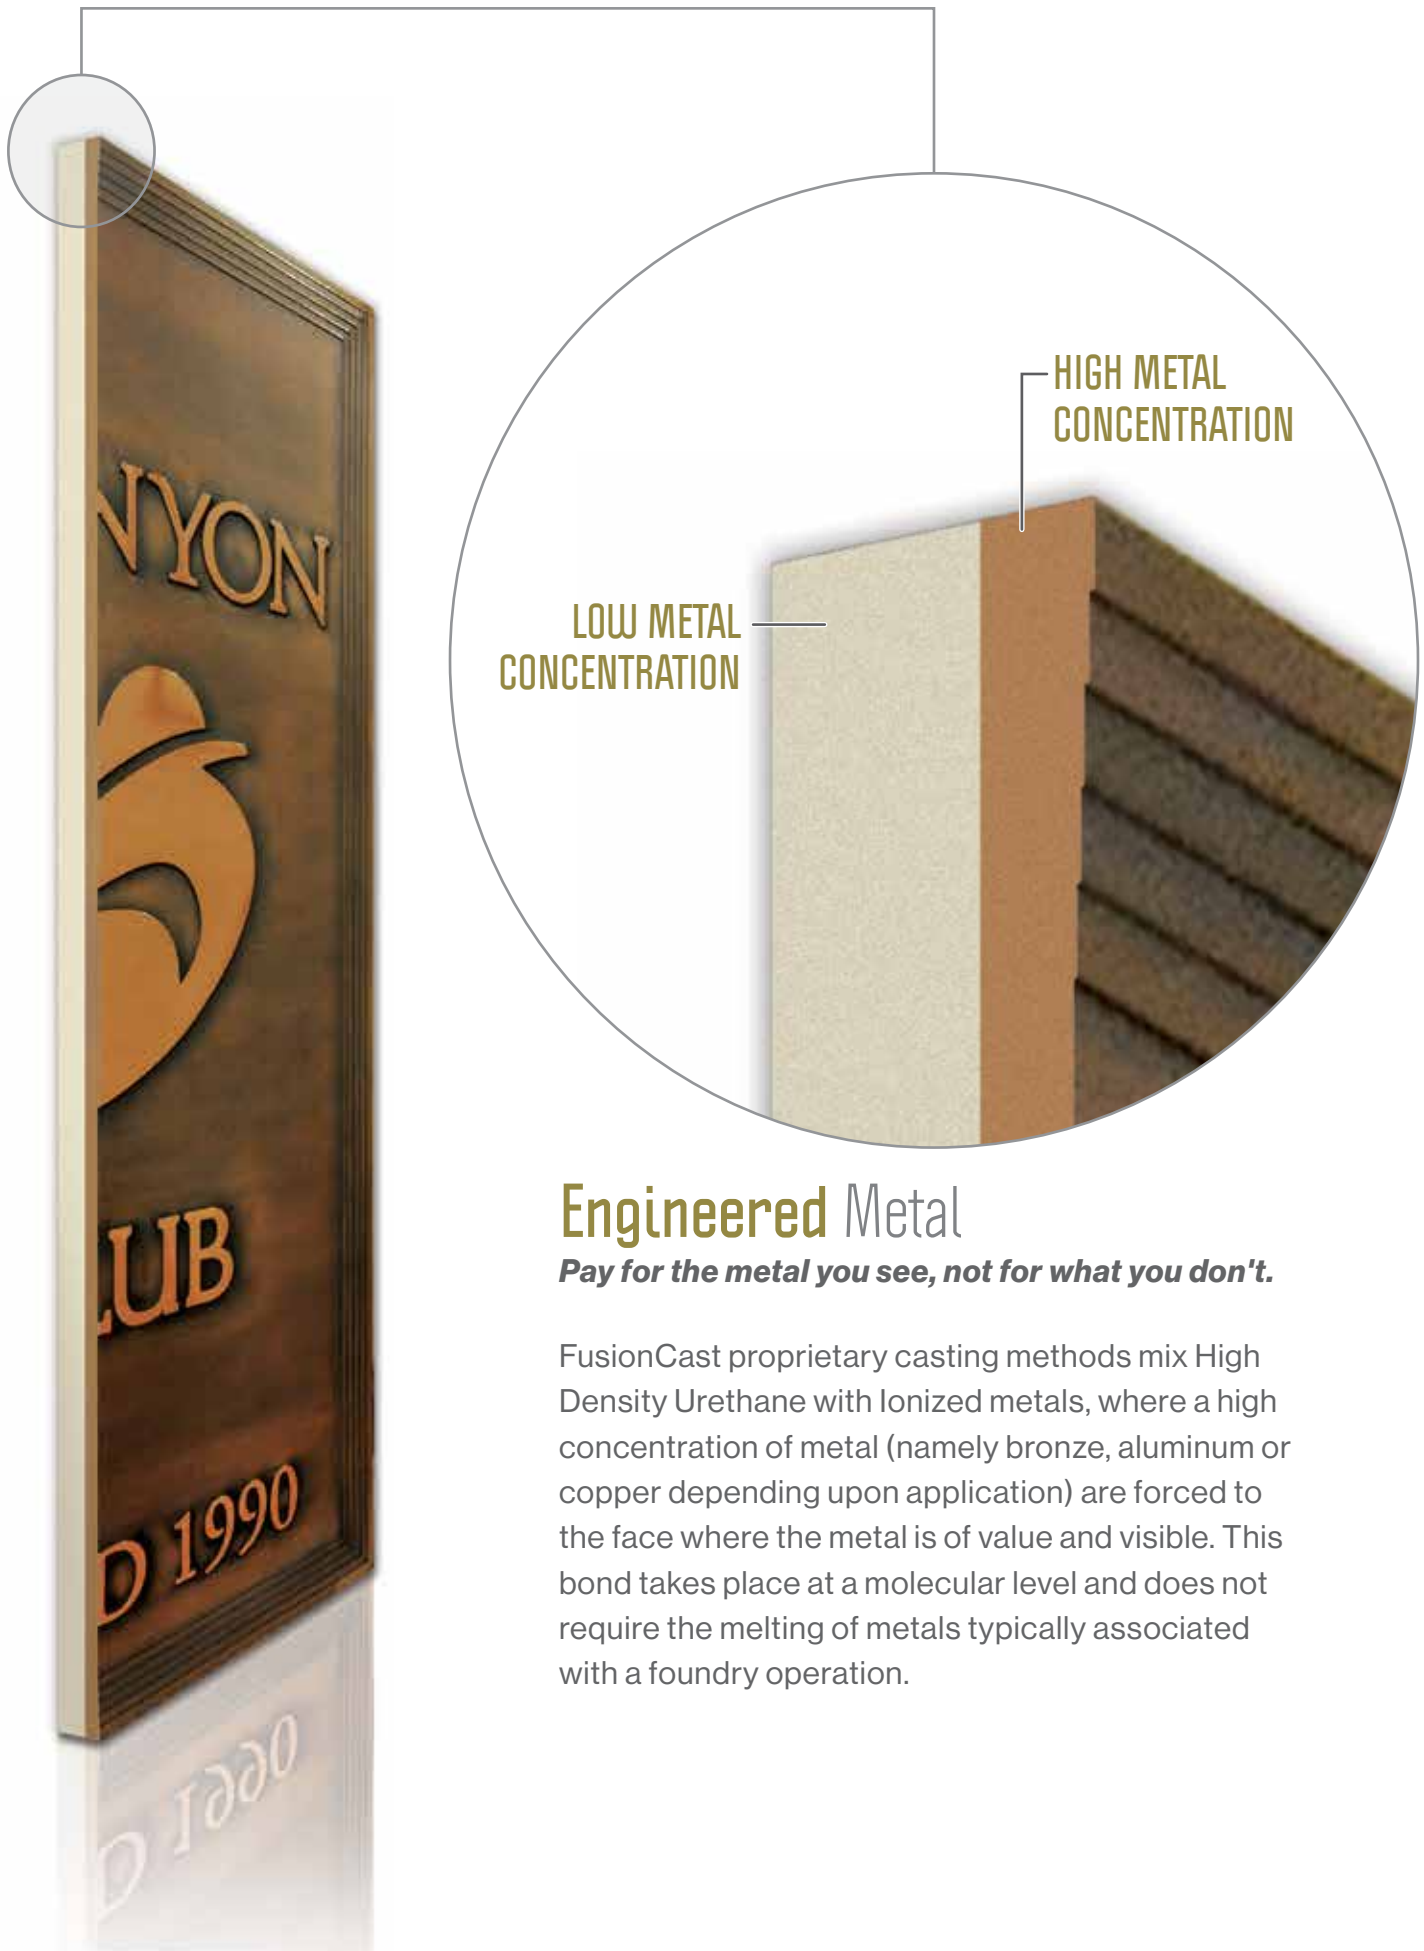 HIGH METAL
CONCENTRATION
LOW METAL
CONCENTRATION
NYON
LUB
D 1990
Engineered Metal
Pay for the metal you see, not for what you don't.
FusionCast proprietary casting methods mix High
Density Urethane with Ionized metals, where a high
concentration of metal (namely bronze, aluminum or
copper depending upon application) are forced to
the face where the metal is of value and visible. This
bond takes place at a molecular level and does not
require the melting of metals typically associated
with a foundry operation.